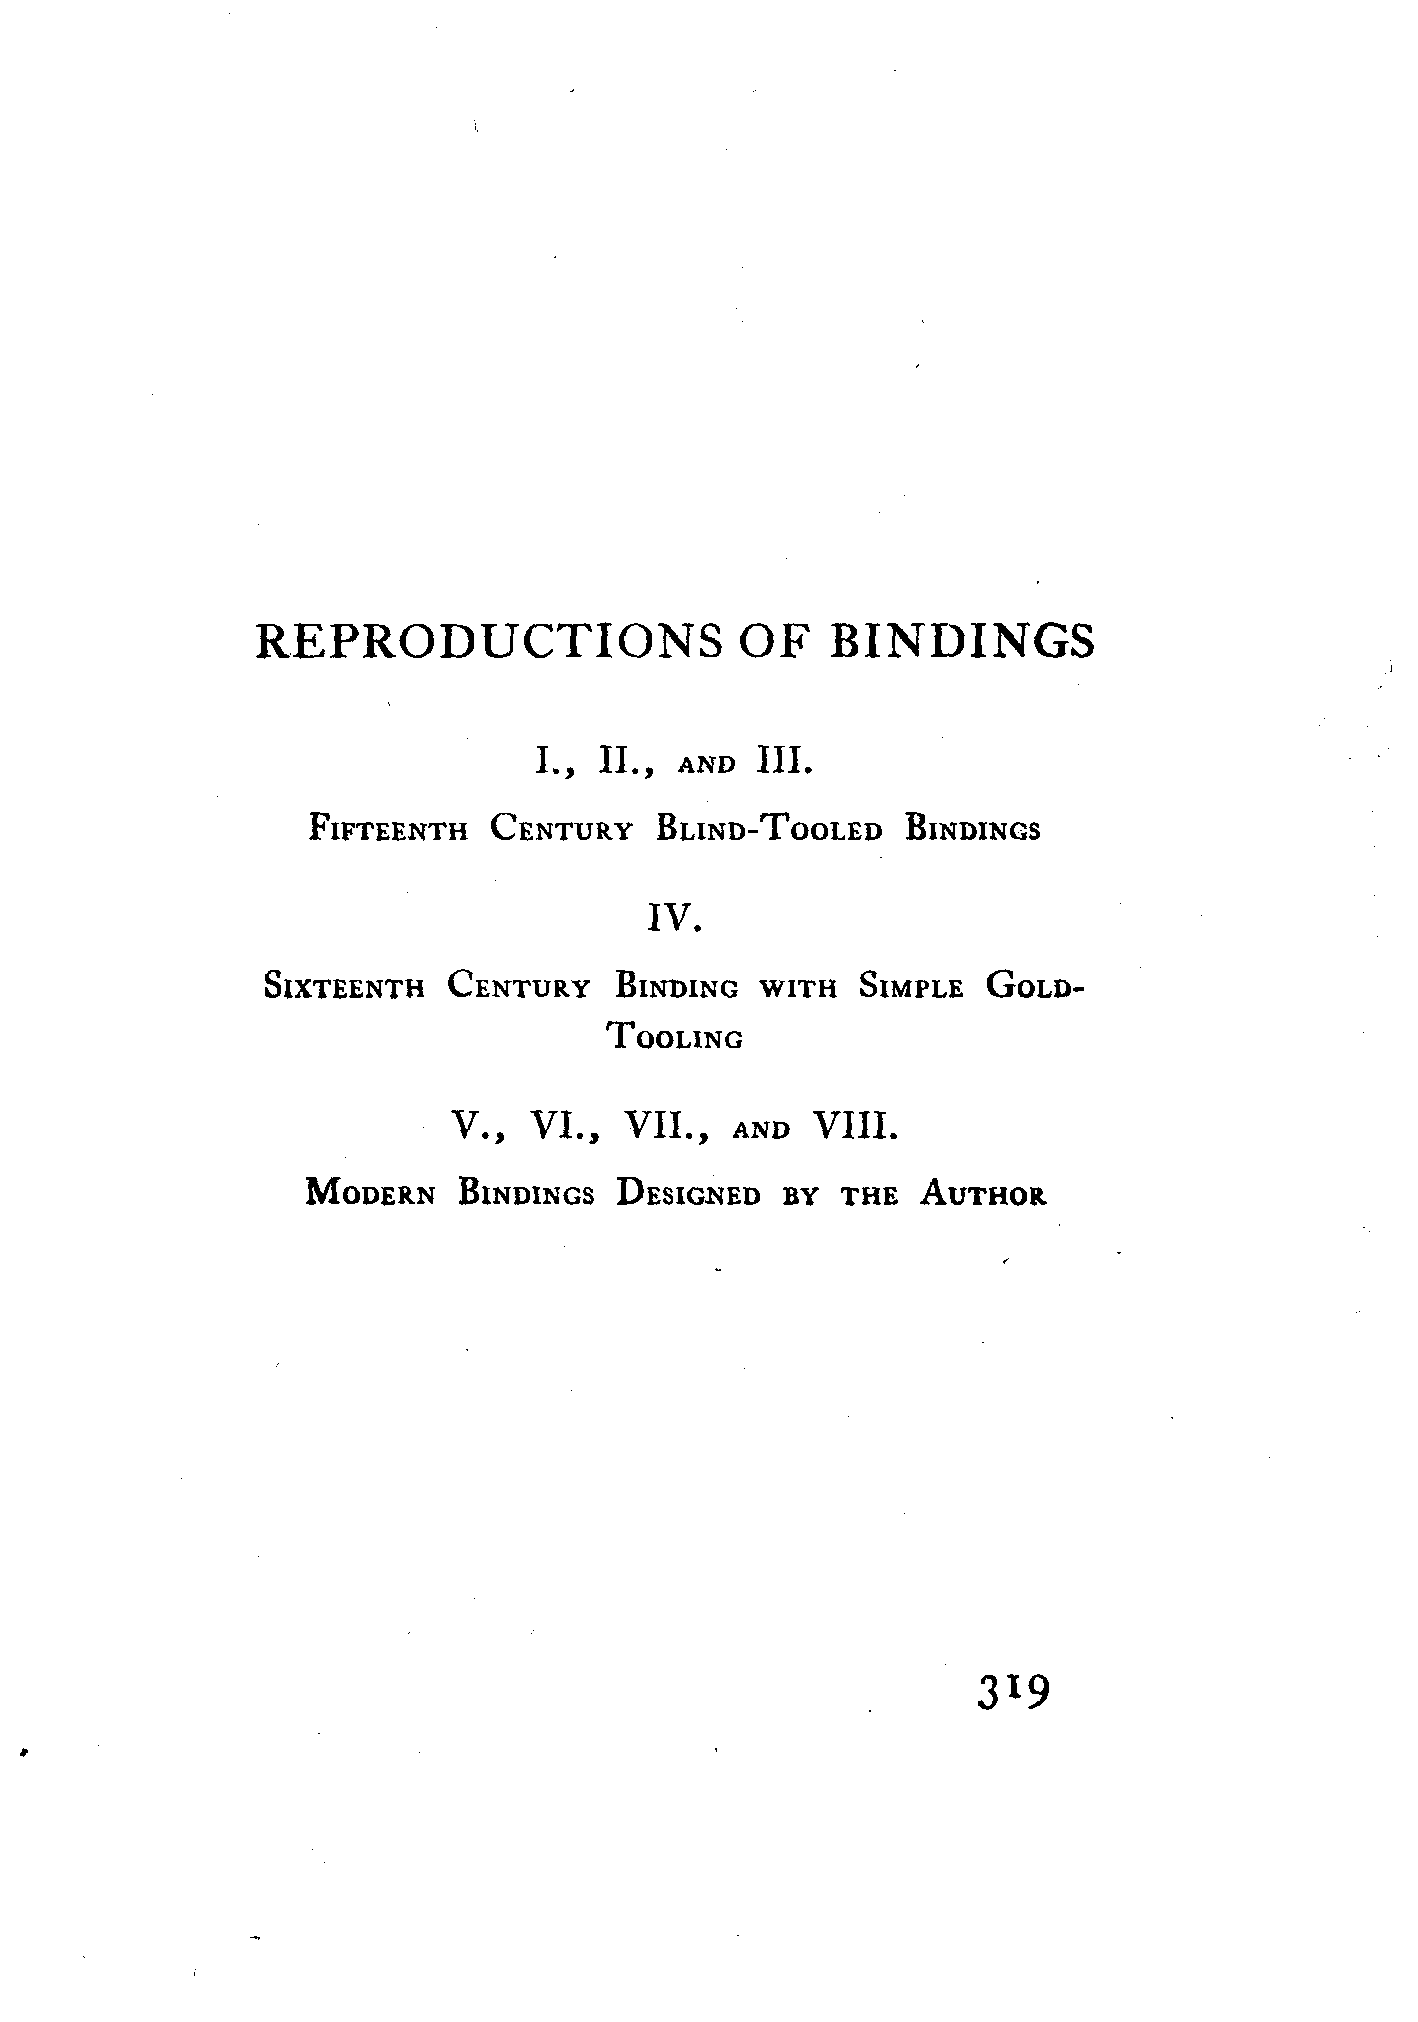 REPRODUCTIONS OF BINDINGS
I., II., AND III.
FIFTEENTH CENTURY BLIND-TOOLED BINDINGS
IV.
SIXTEENTH CENTURY BINDING WITH SIMPLE GOLD-
TOOLING
V., VI., VII., AND VIII.
MODERN BINDINGS DESIGNED BY THE AUTHOR
319